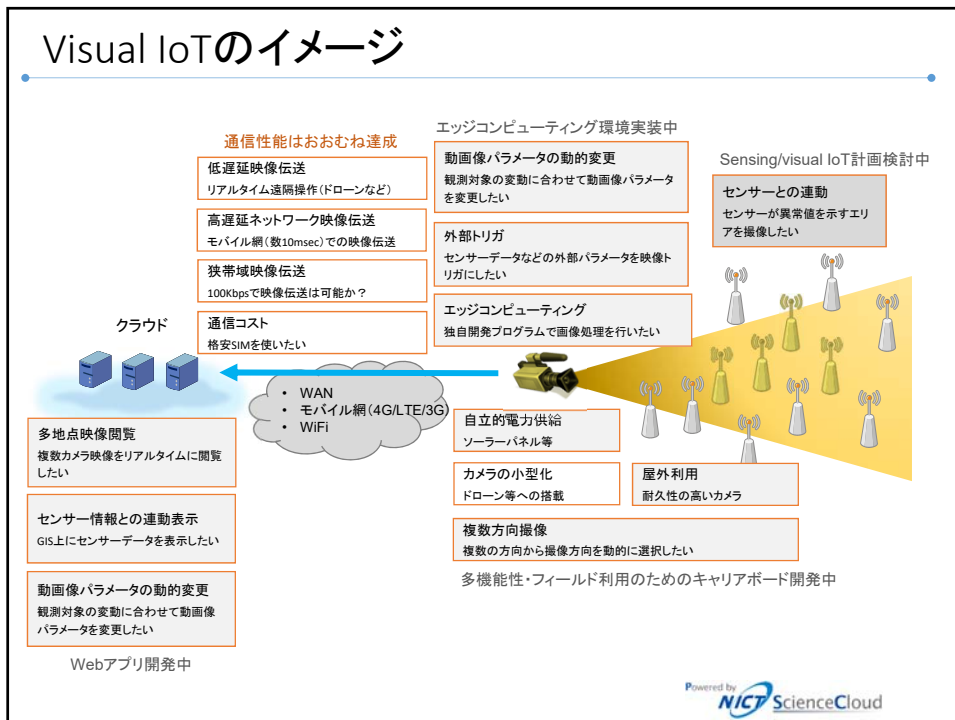 Visual IoTのイメージ
通信性能はおおむね達成
低遅延映像伝送
リアルタイム遠隔操作(ドローンなど)
高遅延ネットワーク映像伝送
モバイル網(数10msec)での映像伝送
狭帯域映像伝送
100Kbpsで映像伝送は可能か?
通信コスト
格安SIMを使いたい
エッジコンピューティング環境実装中
動画像パラメータの動的変更
観測対象の変動に合わせて動画像パラメータ
を変更したい
外部トリガ
センサーデータなどの外部パラメータを映像ト
リガにしたい
エッジコンピューティング
独自開発プログラムで画像処理を行いたい
Sensing/visual IoT計画検討中
センサーとの連動
センサーが異常値を示すエリ
アを撮像したい
クラウド
• WAN
• モバイル網(4G/LTE/3G)
• WiFi
多地点映像閲覧
複数カメラ映像をリアルタイムに閲覧
したい
センサー情報との連動表示
GIS上にセンサーデータを表示したい
動画像パラメータの動的変更
観測対象の変動に合わせて動画像
パラメータを変更したい
Webアプリ開発中
自立的電力供給
ソーラーパネル等
カメラの小型化
ドローン等への搭載
屋外利用
耐久性の高いカメラ
複数方向撮像
複数の方向から撮像方向を動的に選択したい
多機能性・フィールド利用のためのキャリアボード開発中
Powered by
NICT ScienceCloud